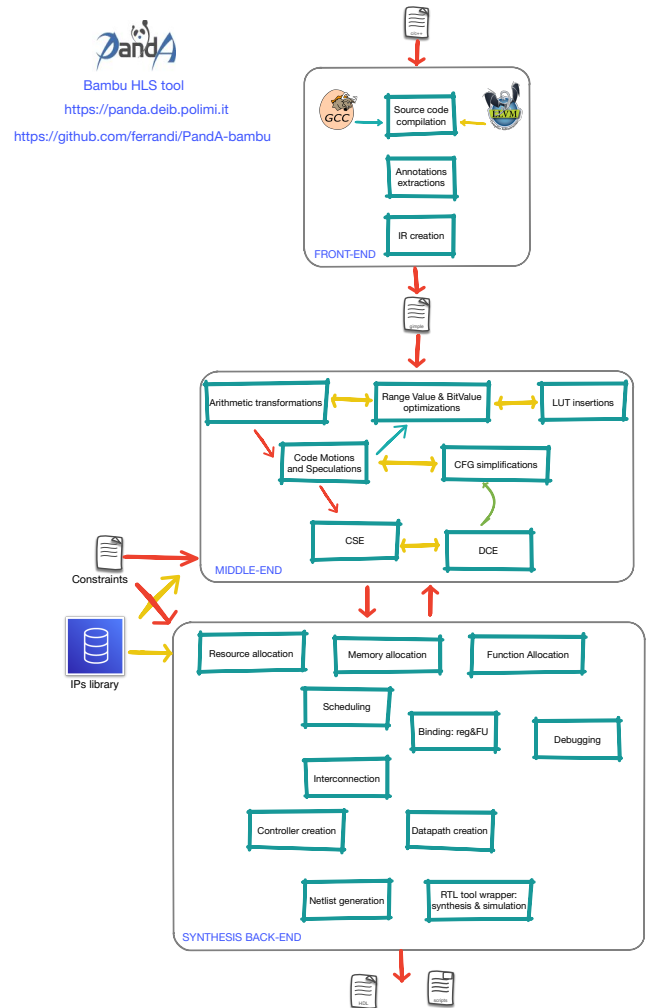 PandA
Bambu HLS tool
https://panda.deib.polimi.it
https://github.com/ferrandi/PandA-bambu
C/C++
GCC
Source code
compilation
LLVM
Annotations
extractions
IR creation
FRONT-END
gimple
Arithmetic transformations
Range Value & BitValue
optimizations
LUT insertions
Code Motions
and Speculations
CFG simplifications
CSE
DCE
MIDDLE-END
Constraints
IPs library
Resource allocation
Memory allocation
Function Allocation
Scheduling
Binding: reg&FU
Debugging
Interconnection
Controller creation
Datapath creation
Netlist generation
RTL tool wrapper:
synthesis & simulation
SYNTHESIS BACK-END
HDL
scripts